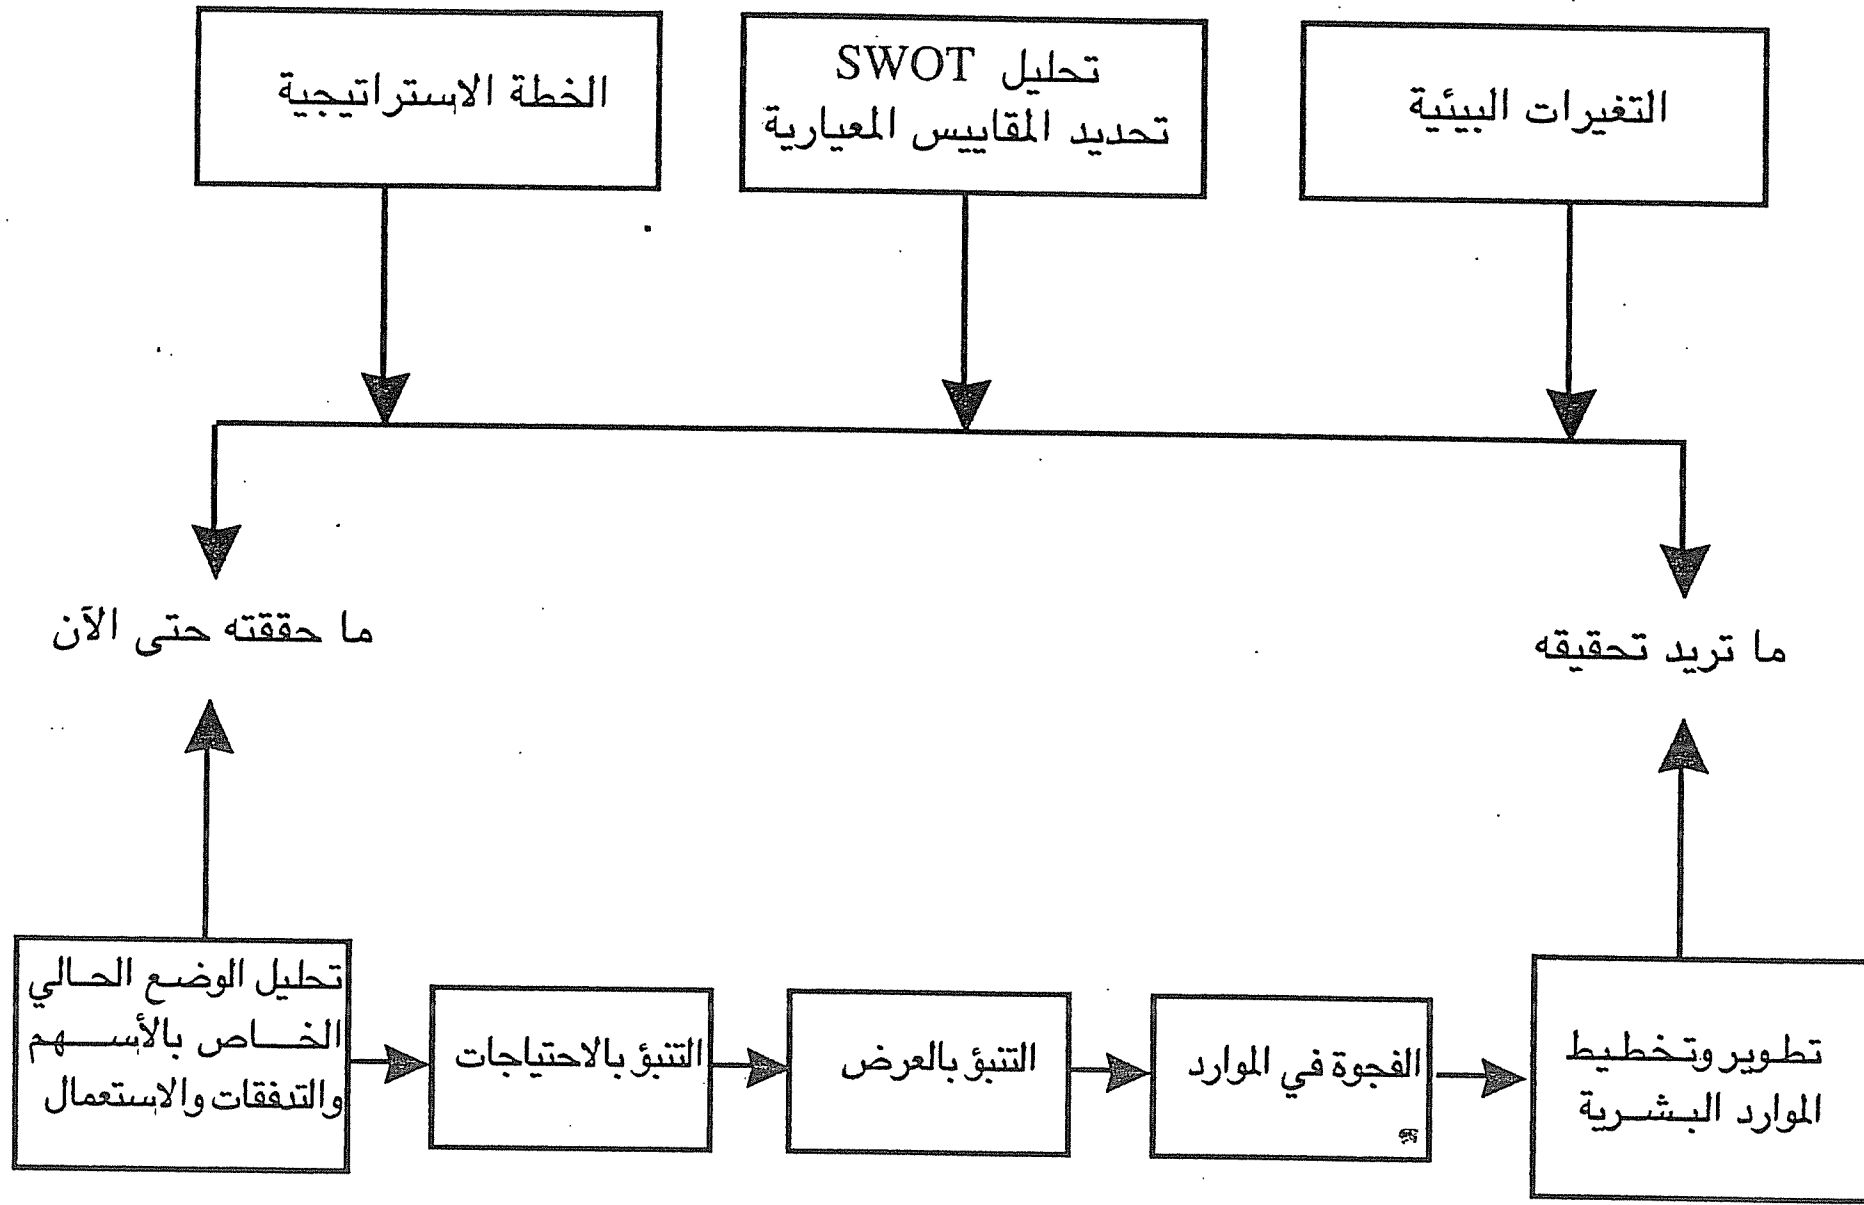 التغيرات البيئية
تحليل SWOT
تحديد المقاييس المعيارية
الخطة الاستراتيجية
ما تريد تحقيقه
ما حققته حتى الآن
تحليل الوضع الحالي
الخاص بالأسهم
والتدفقات والاستعمال
التنبؤ بالاحتياجات
التنبؤ بالعرض
الفجوة في الموارد
تطوير وتخطيط
الموارد البشرية